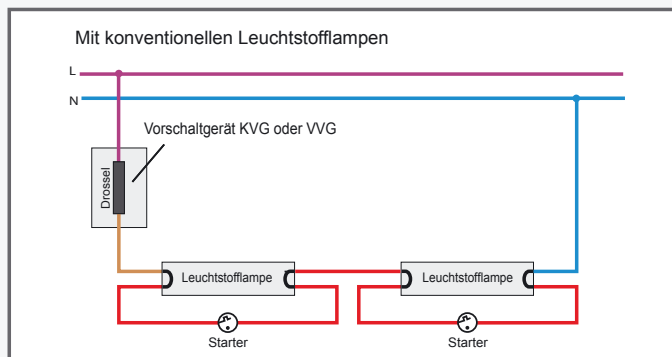 Mit konventionellen Leuchtstofflampen
L
N
Vorschaltgerät KVG oder VVG
Drossel
Leuchtstofflampe
Leuchtstofflampe
Starter
Starter